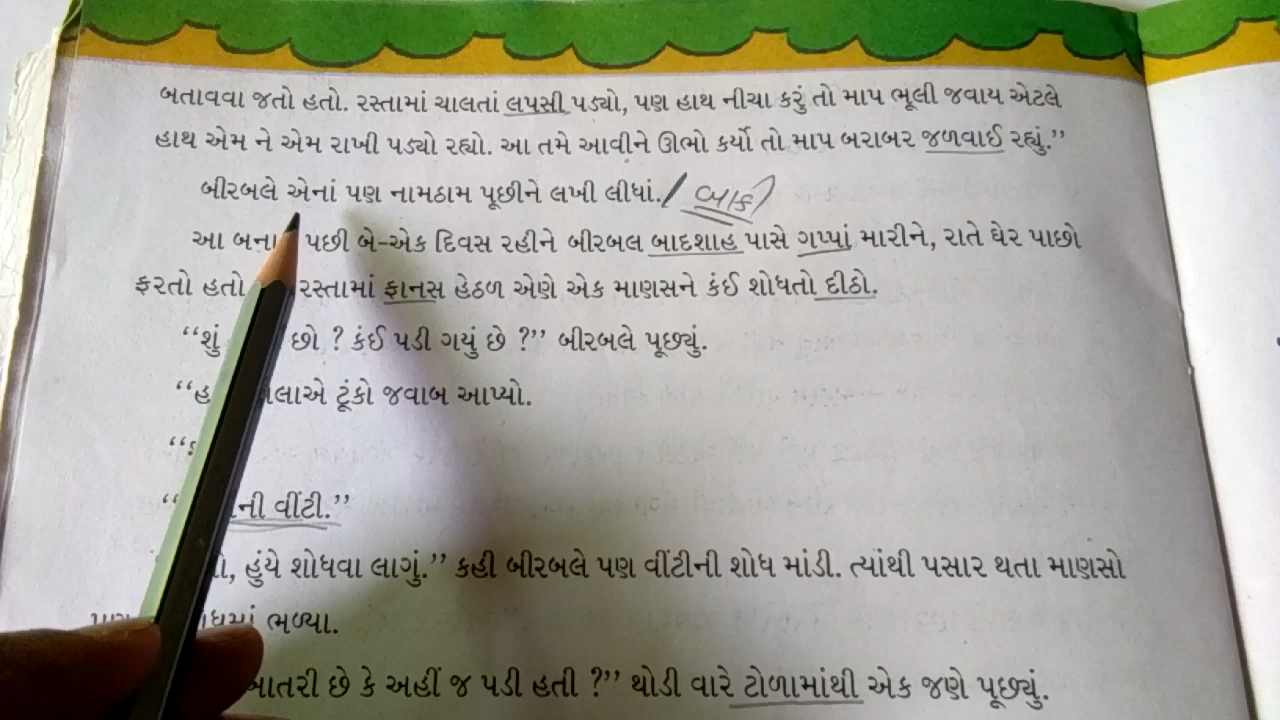 બતાવવા જતો હતો. રસ્તામાં ચાલતાં લપસી પડ્યો, પણ હાથ નીચા કરું તો માપ ભૂલી જવાય એટલે
હાથ એમ ને એમ રાખી પડ્યો રહ્યો. આ તમે આવીને ઊભો કર્યો તો માપ બરાબર જળવાઈ રહ્યું.”
બીરબલે એનાં પણ નામઠામ પૂછીને લખી લીધાં.
આ પછી બે-એક દિવસ રહીને બીરબલ બાદશાહ પાસે ગપ્પાં મારીને, રાતે ઘેર પાછો
ફરતો હતો રસ્તામાં ફાનસ હેઠળ એણે એક માણસને કંઈ શોધતો દીઠો.
“શું છો ? કંઈ પડી ગયું છે ?” બીરબલે પૂછ્યું.
ટૂંકો જવાબ આપ્યો.
વીંટી.”
હુંયે શોધવા લાગું.” કહી બીરબલે પણ વીંટીની શોધ માંડી. ત્યાંથી પસાર થતા માણસો
ભળ્યા.
છે કે અહીં જ પડી હતી ?” થોડી વારે ટોળામાંથી એક જણે પૂછ્યું.